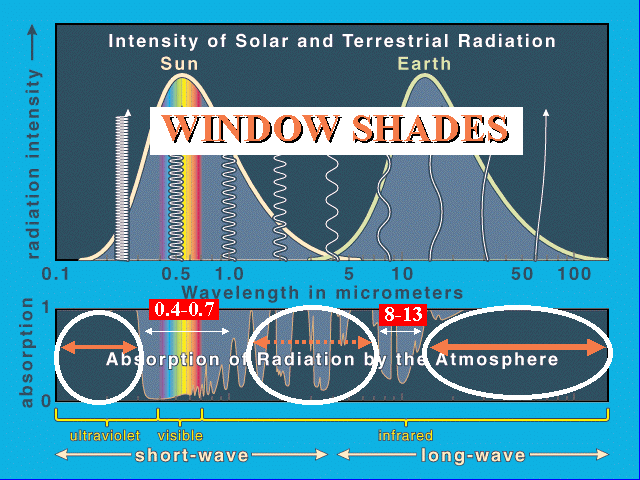 Intensity of Solar and Terrestrial Radiation
Sun
Earth
WINDOW SHADES
radiation intensity
0.1
0.5
1.0
5
10
50
100
Wavelength in micrometers
0.4-0.7
8-13
absorption
1
0
Absorption of Radiation by the Atmosphere
ultraviolet
visible
infrared
short-wave
long-wave